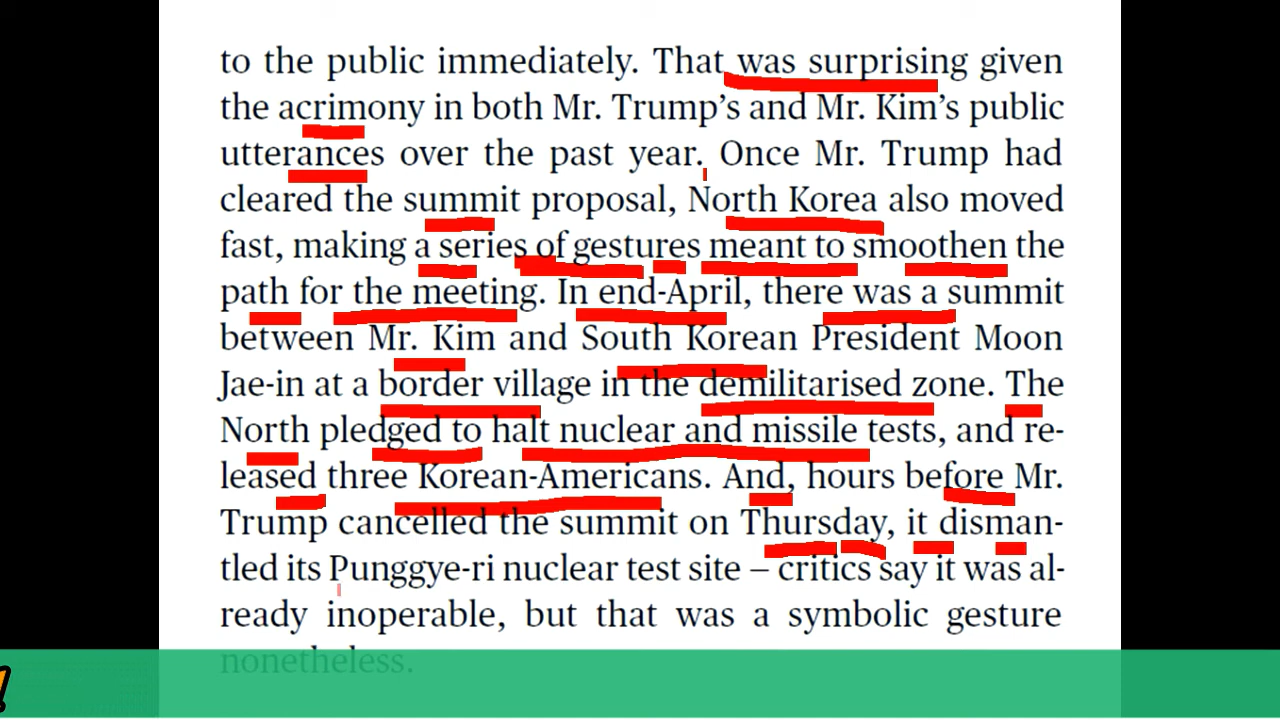 to the public immediately. That was surprising given
the acrimony in both Mr. Trump’s and Mr. Kim’s public
utterances over the past year. Once Mr. Trump had
cleared the summit proposal, North Korea also moved
fast, making a series of gestures meant to smoothen the
path for the meeting. In end-April, there was a summit
between Mr. Kim and South Korean President Moon
Jae-in at a border village in the demilitarised zone. The
North pledged to halt nuclear and missile tests, and re-
leased three Korean-Americans. And, hours before Mr.
Trump cancelled the summit on Thursday, it disman-
tled its Punggye-ri nuclear test site – critics say it was al-
ready inoperable, but that was a symbolic gesture
nonetheless.